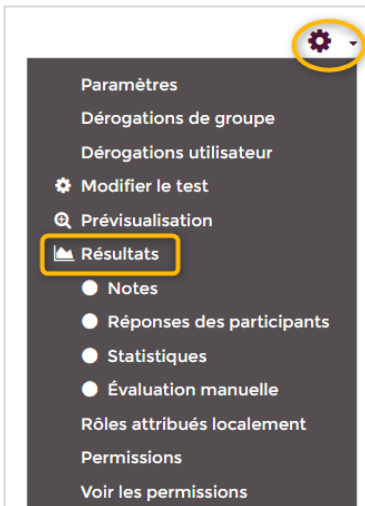 Paramètres
Dérogations de groupe
Dérogations utilisateur
Modifier le test
Prévisualisation
Résultats
Notes
Réponses des participants
Statistiques
Évaluation manuelle
Rôles attribués localement
Permissions
Voir les permissions